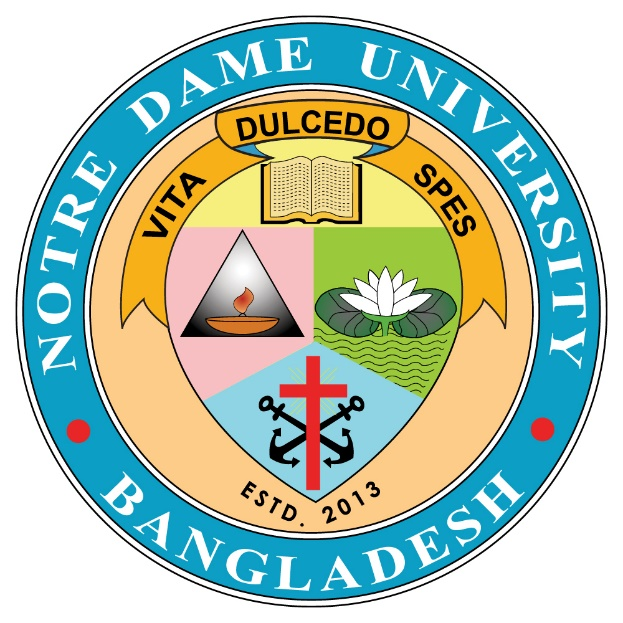 NOTRE DAME UNIVERSITY
BANGLADESH
VITA DULCEDO SPES
ESTD. 2013